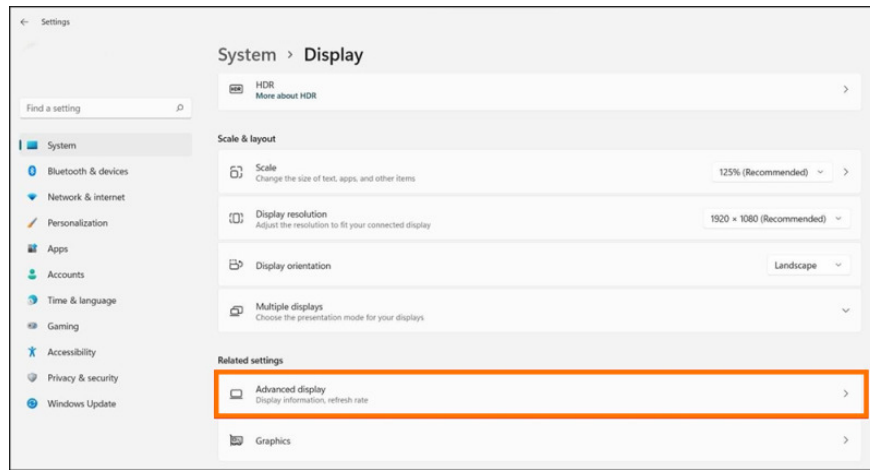 Settings
System > Display
Find a setting
System
Bluetooth & devices
Network & internet
Personalization
Apps
Accounts
Time & language
Gaming
Accessibility
Privacy & security
Windows Update
HDR
HDR
More about HDR
Scale & layout
Scale
Change the size of text, apps, and other items
125% (Recommended)
Display resolution
Adjust the resolution to fit your connected display
1920 × 1080 (Recommended)
Display orientation
Landscape
Multiple displays
Choose the presentation mode for your displays
Related settings
Advanced display
Display information, refresh rate
Graphics